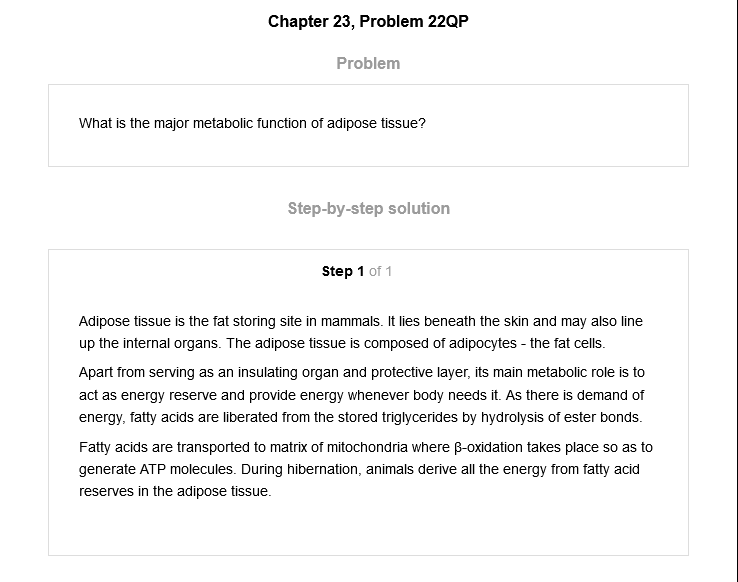 Chapter 23, Problem 22QP
Problem
What is the major metabolic function of adipose tissue?
Step-by-step solution
Step 1 of 1
Adipose tissue is the fat storing site in mammals. It lies beneath the skin and may also line
up the internal organs. The adipose tissue is composed of adipocytes - the fat cells.
Apart from serving as an insulating organ and protective layer, its main metabolic role is to
act as energy reserve and provide energy whenever body needs it. As there is demand of
energy, fatty acids are liberated from the stored triglycerides by hydrolysis of ester bonds.
Fatty acids are transported to matrix of mitochondria where β-oxidation takes place so as to
generate ATP molecules. During hibernation, animals derive all the energy from fatty acid
reserves in the adipose tissue.